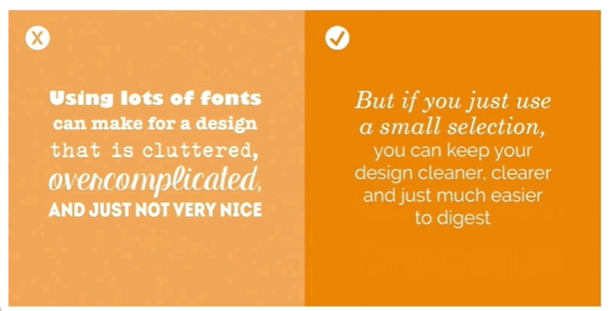 X
Using lots of fonts
can make for a design
that is cluttered,
overcomplicated,
AND JUST NOT VERY NICE
But if you just use
a small selection,
you can keep your
design cleaner, clearer
and just much easier
to digest